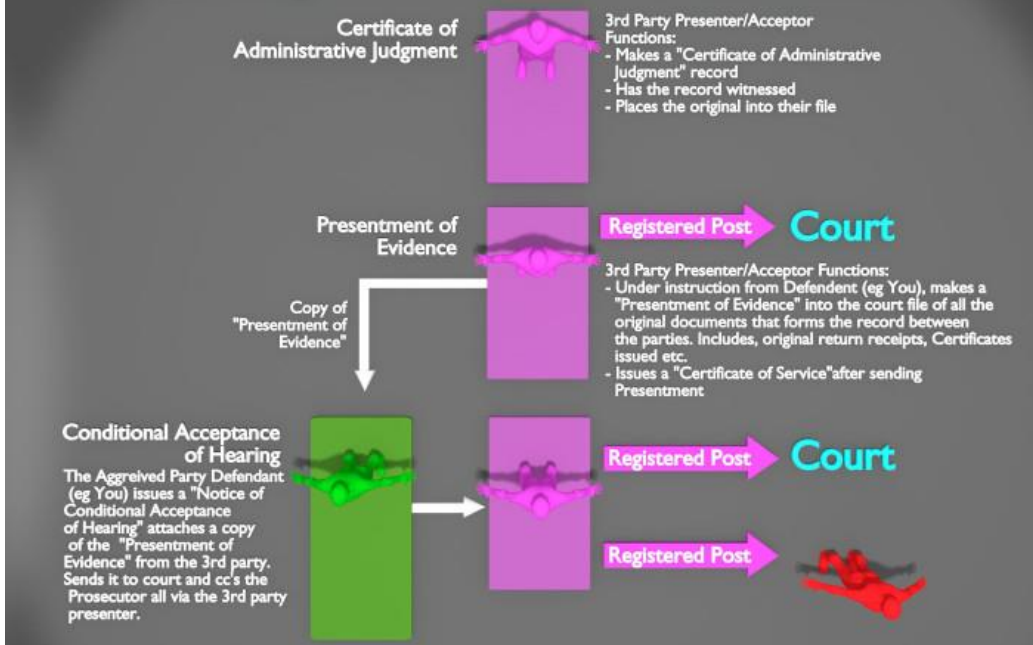 Certificate of
Administrative Judgment
3rd Party Presenter/Acceptor
Functions:
- Makes a "Certificate of Administrative
Judgment" record
- Has the record witnessed
- Places the original into their file
Presentment of
Evidence
Registered Post
Court
3rd Party Presenter/Acceptor Functions:
- Under instruction from Defendent (eg You), makes a
"Presentment of Evidence" into the court file of all the
original documents that forms the record between
the parties. Includes, original return receipts, Certificates
issued etc.
- Issues a "Certificate of Service"after sending
Presentment
Copy of
"Presentment of
Evidence"
Conditional Acceptance
of Hearing
The Aggreived Party Defendant
(eg You) issues a "Notice of
Conditional Acceptance
of Hearing" attaches a copy
of the "Presentment of
Evidence" from the 3rd party.
Sends it to court and cc's the
Prosecutor all via the 3rd party
presenter.
Registered Post
Court
Registered Post